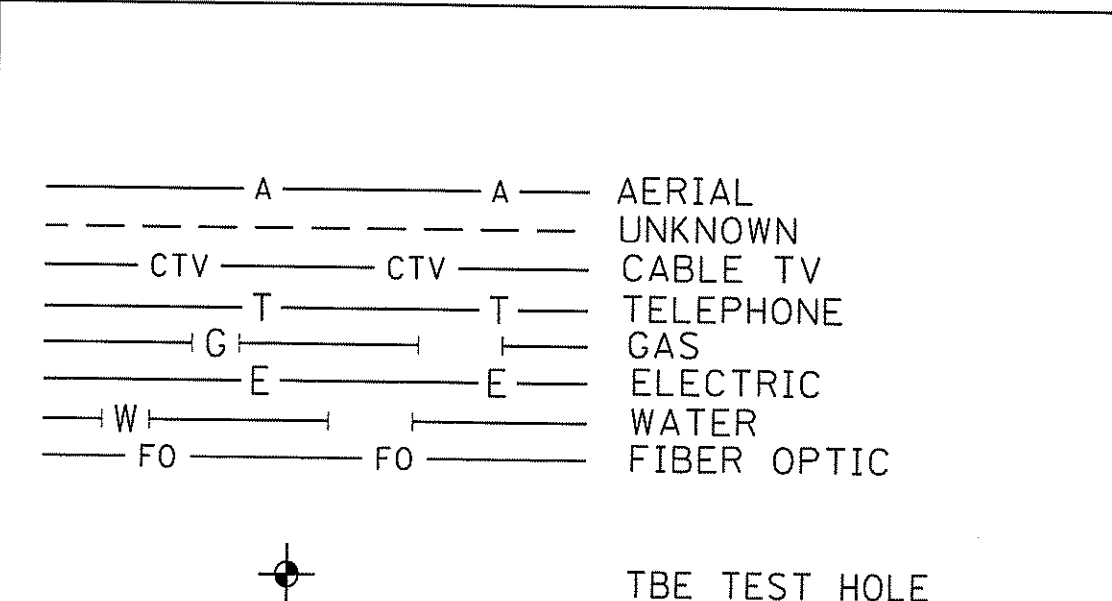 A A AERIAL
UNKNOWN
CTV CTV CABLE TV
T T TELEPHONE
G GAS
E E ELECTRIC
W WATER
FO FO FIBER OPTIC
TBE TEST HOLE